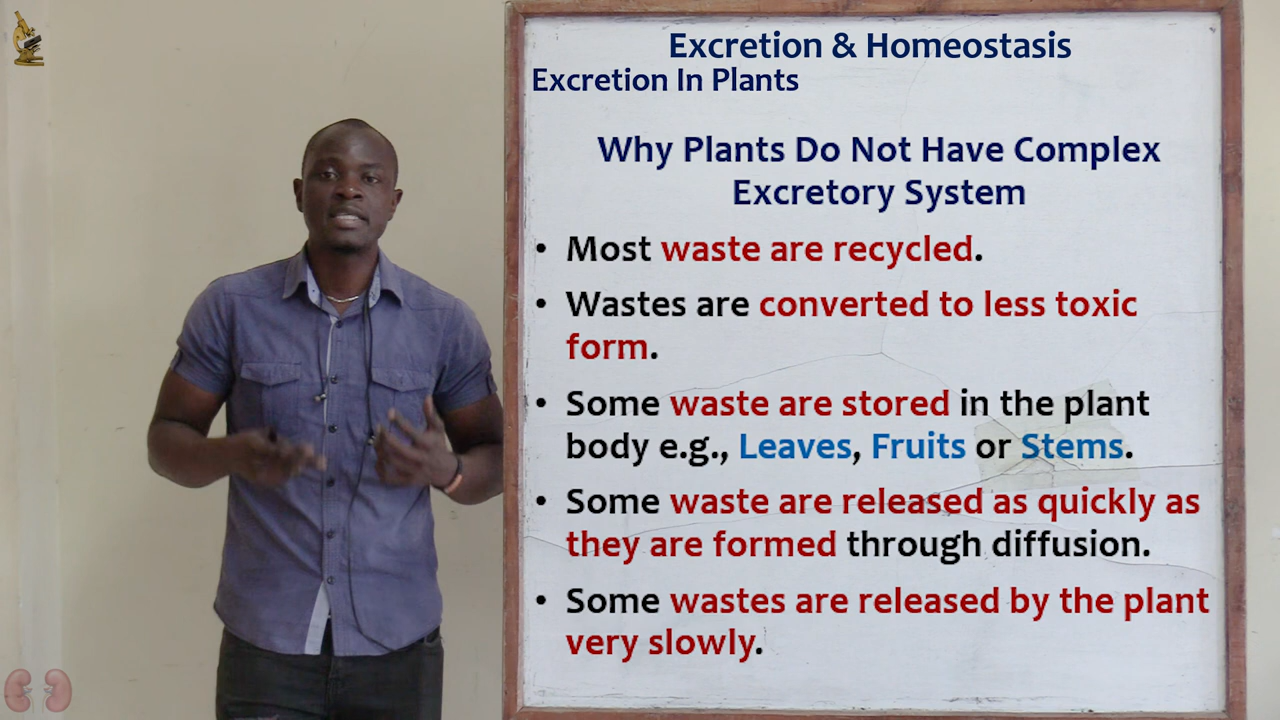 Excretion & Homeostasis
Excretion In Plants
Why Plants Do Not Have Complex
Excretory System
• Most waste are recycled.
• Wastes are converted to less toxic
form.
• Some waste are stored in the plant
body e.g., Leaves, Fruits or Stems.
• Some waste are released as quickly as
they are formed through diffusion.
• Some wastes are released by the plant
very slowly.